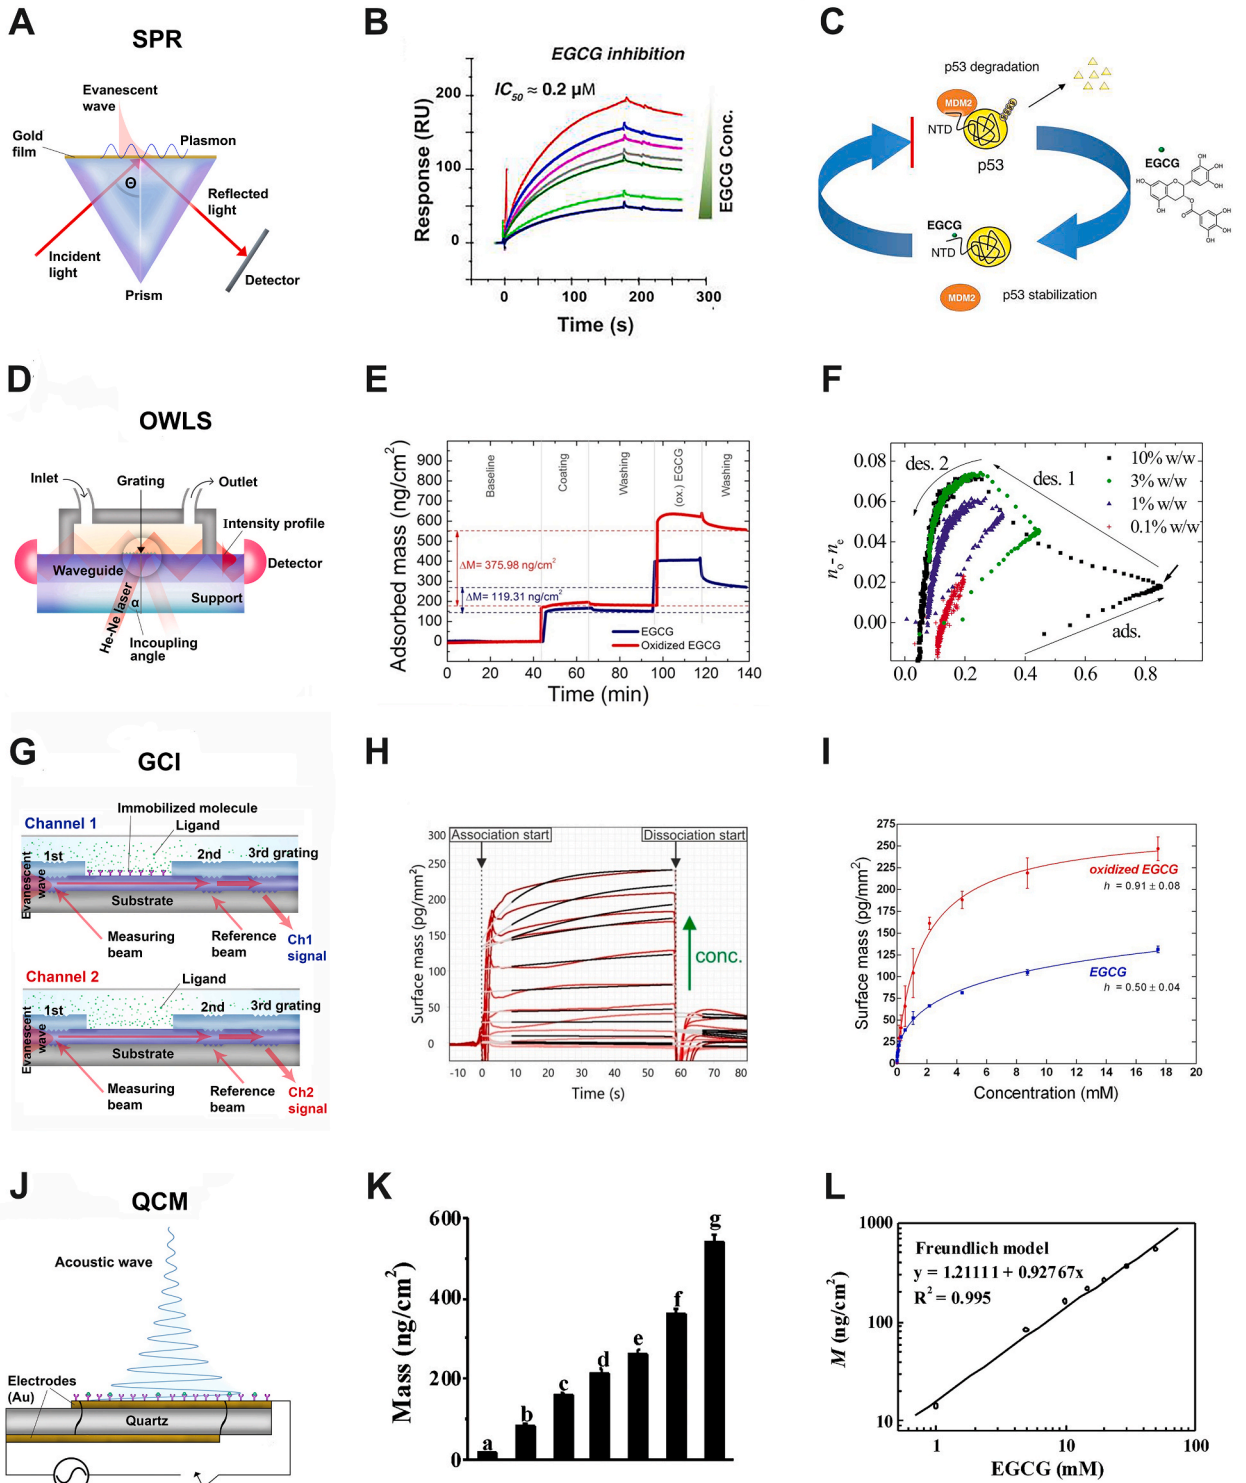 A
SPR
Evanescent
wave
Gold
film
Plasmon
Θ
Reflected
light
Incident
light
Detector
Prism
B
EGCG inhibition
IC50 ≈ 0.2 µM
Response (RU)
200
100
0
0
100
200
300
Time (s)
EGCG Conc.
C
p53 degradation
MDM2
NTD
p53
EGCG
OH
OH
HO
O
OH
OH
O
O
OH
OH
OH
EGCG
NTD
MDM2
p53 stabilization
D
OWLS
Inlet
Grating
Outlet
Intensity profile
Waveguide
Detector
Support
He-Ne laser
α
Incoupling
angle
E
Adsorbed mass (ng/cm2)
900
800
700
600
500
400
300
200
100
0
Baseline
Coating
Washing
(ox.) EGCG
Washing
ΔM= 375.98 ng/cm2
ΔM= 119.31 ng/cm2
EGCG
Oxidized EGCG
0 20 40 60 80 100 120 140
Time (min)
F
no- ne
0.08
0.06
0.04
0.02
0.00
des. 2
des. 1
10% w/w
3% w/w
1% w/w
0.1% w/w
ads.
0.0 0.2 0.4 0.6 0.8
G
GCI
Immobilized molecule
Channel 1
Ligand
1st
2nd
3rd grating
Evanescent
wave
Substrate
Measuring
beam
Reference
beam
Ch1
signal
Channel 2
Ligand
1st
2nd
3rd grating
Evanescent
wave
Substrate
Measuring
beam
Reference
beam
Ch2
signal
H
Association start
Dissociation start
Surface mass (pg/mm²)
300
250
200
150
100
50
0
conc.
-10 0 10 20 30 40 50 60 70 80
Time (s)
I
Surface mass (pg/mm2)
275
250
225
200
175
150
125
100
75
50
25
0
oxidized EGCG
h = 0.91 ± 0.08
EGCG
h = 0.50 ± 0.04
0 2 4 6 8 10 12 14 16 18 20
Concentration (mM)
J
QCM
Acoustic wave
Electrodes
(Au)
Quartz
K
Mass (ng/cm2)
600
400
200
0
a
b
c
d
e
f
g
L
M (ng/cm2)
1000
100
10
Freundlich model
y = 1.21111 + 0.92767x
R2 = 0.995
1
10
100
EGCG (mM)